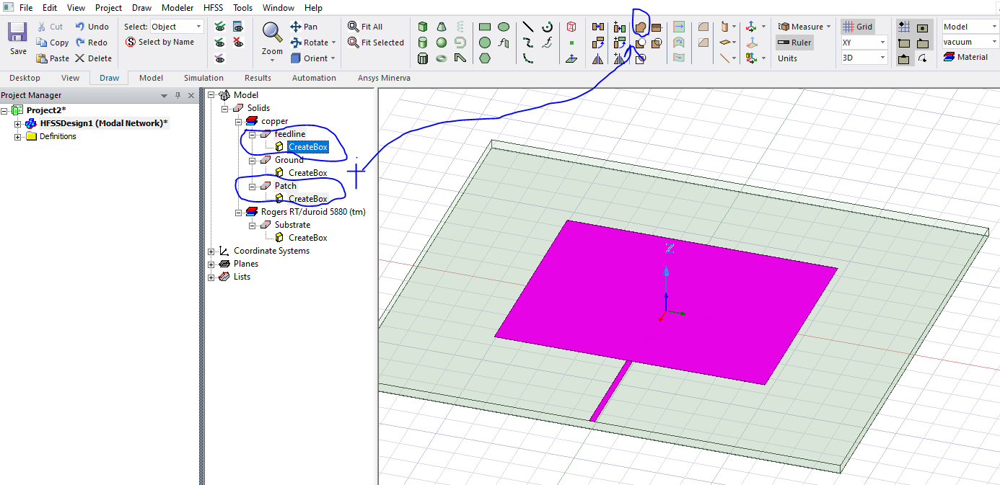 File Edit View Project Draw Modeler HFSS Tools Window Help
Save
Cut
Copy
Paste
Undo
Redo
Delete
Select: Object
Select by Name
Zoom
Pan
Rotate
Orient
Fit All
Fit Selected
Measure
Ruler
Units
Grid
XY
3D
Model
vacuum
Material
Desktop View Draw Model Simulation Results Automation Ansys Minerva
Project Manager
Project2*
HFSSDesign1 (Modal Network)*
Definitions
Model
Solids
copper
feedline
CreateBox
Ground
CreateBox
Patch
CreateBox
Rogers RT/duroid 5880 (tm)
Substrate
CreateBox
Coordinate Systems
Planes
Lists
Z